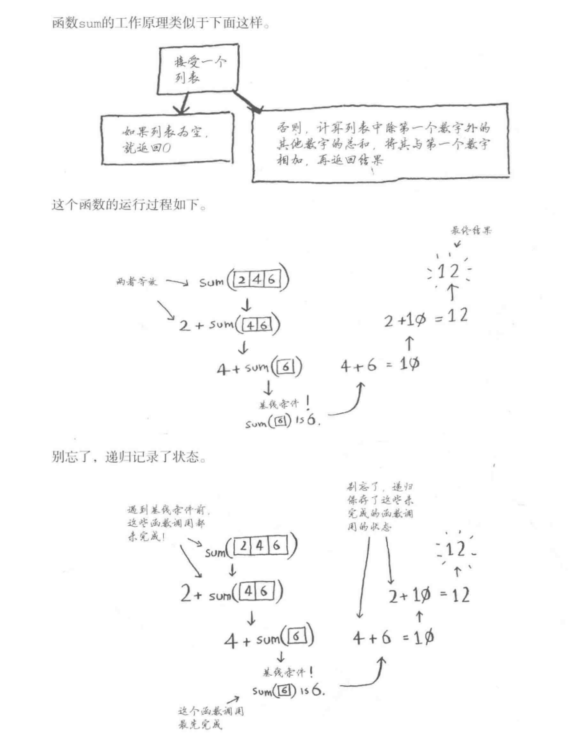 函数sum的工作原理类似于下面这样。
接受一个
列表
如果列表为空，
就返回0
否则，计算列表中除第一个数字外的
其他数字的总和，将其与第一个数字
相加，再返回结果
这个函数的运行过程如下。
最终结果
12
两者等效
sum(2 4 6)
2 + sum(4 6)
2 + 10 = 12
4 + sum(6)
4 + 6 = 10
基线条件！
sum(6) is 6.
别忘了，递归记录了状态。
遇到基线条件前，
这些函数调用都
未完成！
别忘了，递归
保存了这些未
完成的函数调
用的状态
12
sum(2 4 6)
2 + sum(4 6)
2 + 10 = 12
4 + sum(6)
4 + 6 = 10
基线条件！
sum(6) is 6.
这个函数调用
最先完成